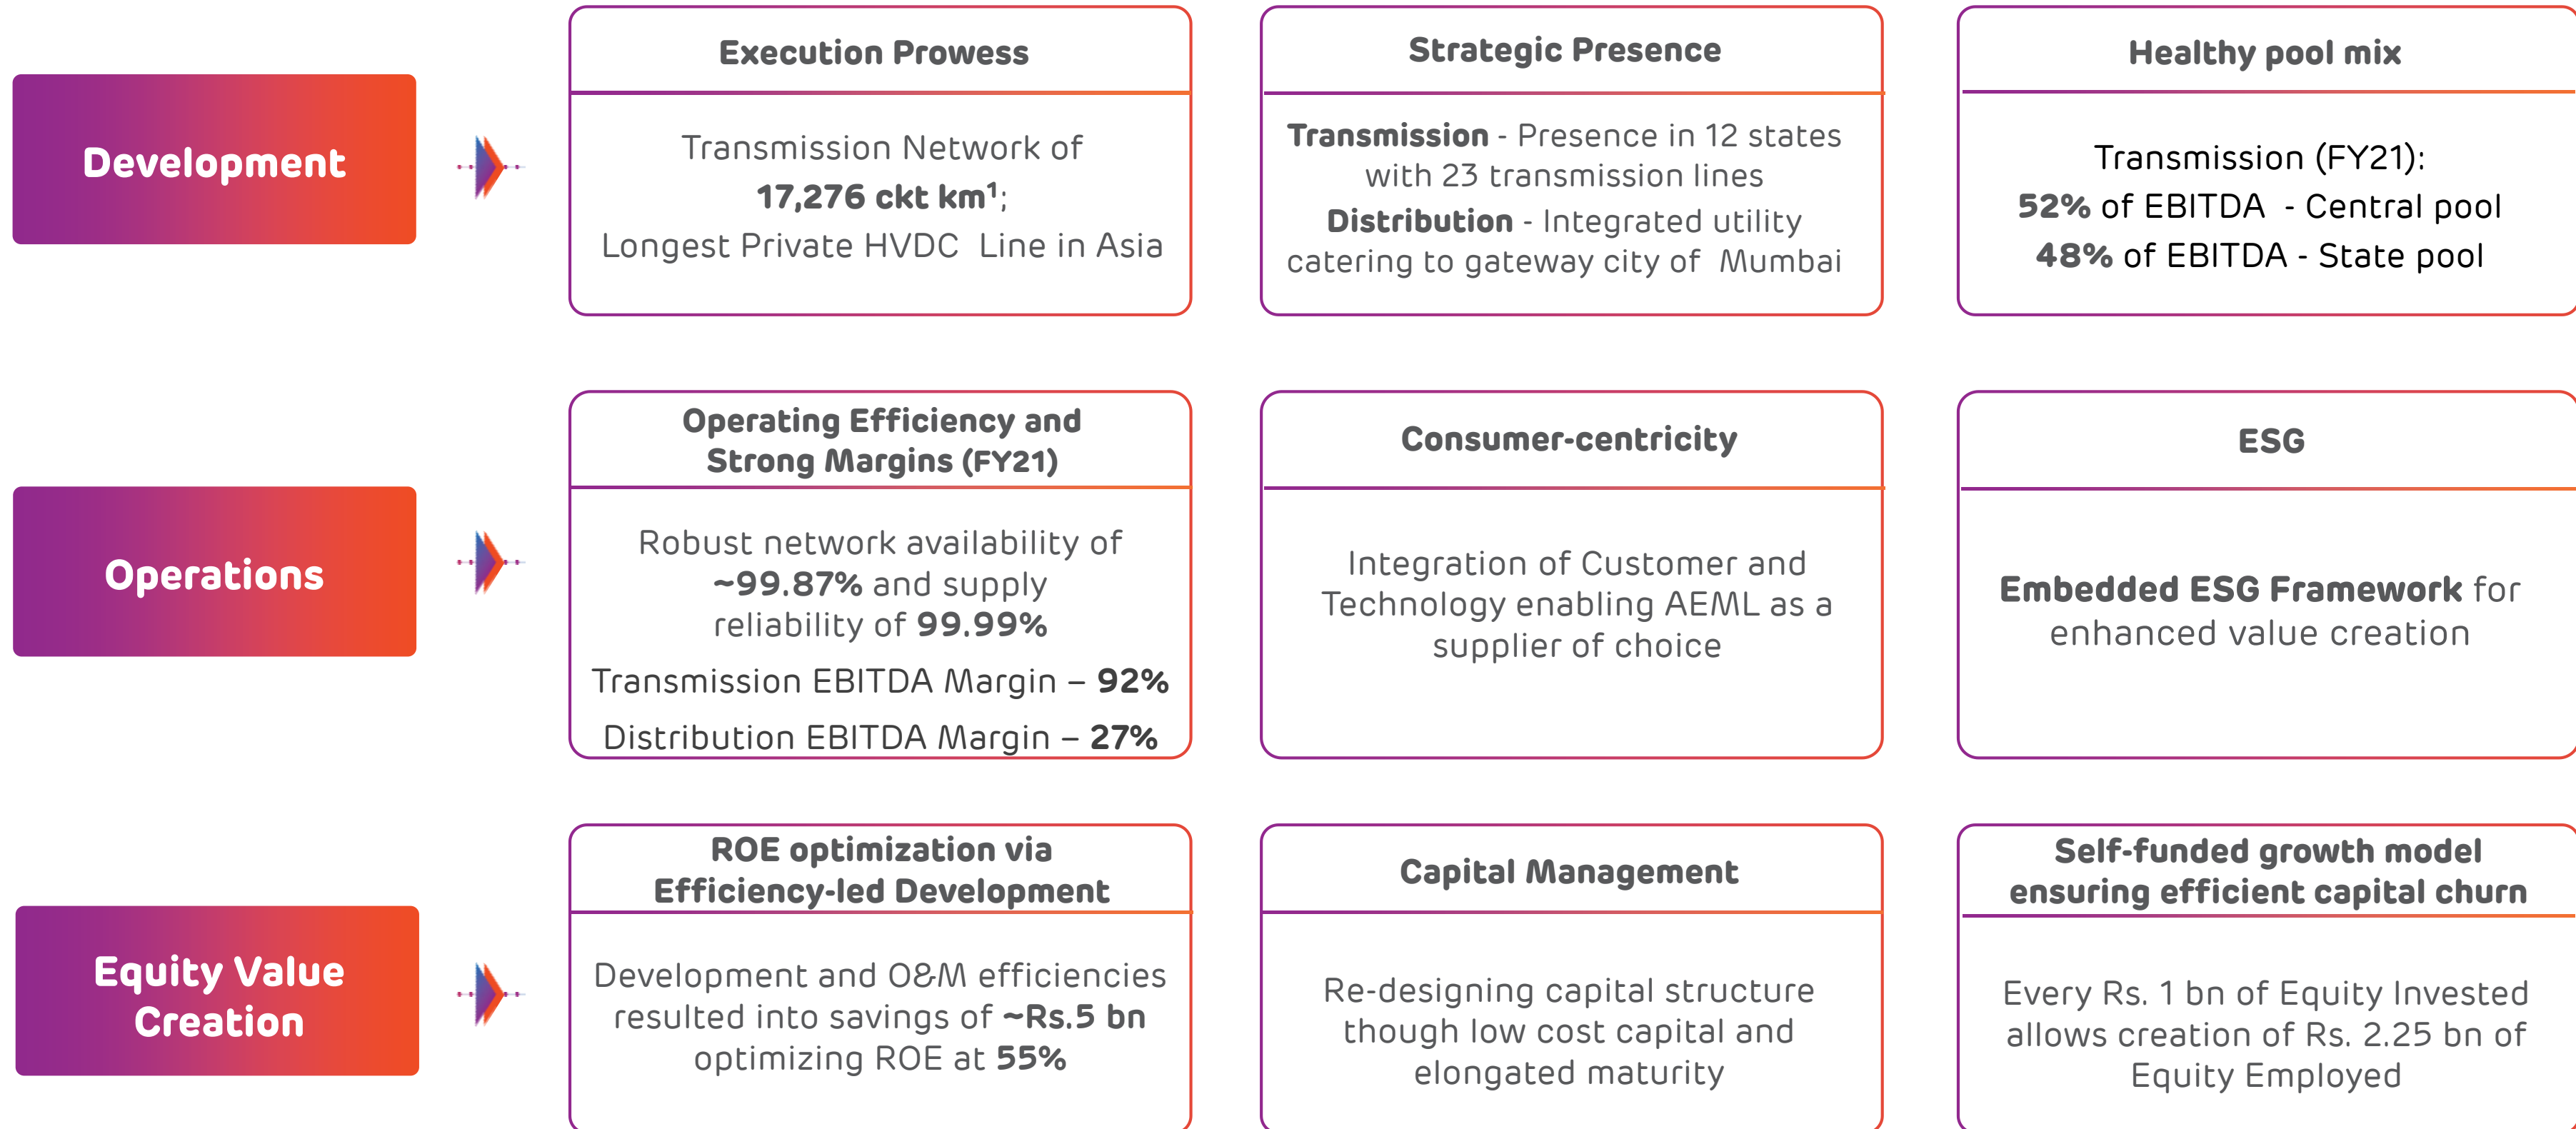 Development
Execution Prowess
Transmission Network of
17,276 ckt km¹;
Longest Private HVDC Line in Asia
Strategic Presence
Transmission - Presence in 12 states
with 23 transmission lines
Distribution - Integrated utility
catering to gateway city of Mumbai
Healthy pool mix
Transmission (FY21):
52% of EBITDA - Central pool
48% of EBITDA - State pool
Operations
Operating Efficiency and
Strong Margins (FY21)
Robust network availability of
~99.87% and supply
reliability of 99.99%
Transmission EBITDA Margin – 92%
Distribution EBITDA Margin – 27%
Consumer-centricity
Integration of Customer and
Technology enabling AEML as a
supplier of choice
ESG
Embedded ESG Framework for
enhanced value creation
Equity Value
Creation
ROE optimization via
Efficiency-led Development
Development and O&M efficiencies
resulted into savings of ~Rs.5 bn
optimizing ROE at 55%
Capital Management
Re-designing capital structure
though low cost capital and
elongated maturity
Self-funded growth model
ensuring efficient capital churn
Every Rs. 1 bn of Equity Invested
allows creation of Rs. 2.25 bn of
Equity Employed